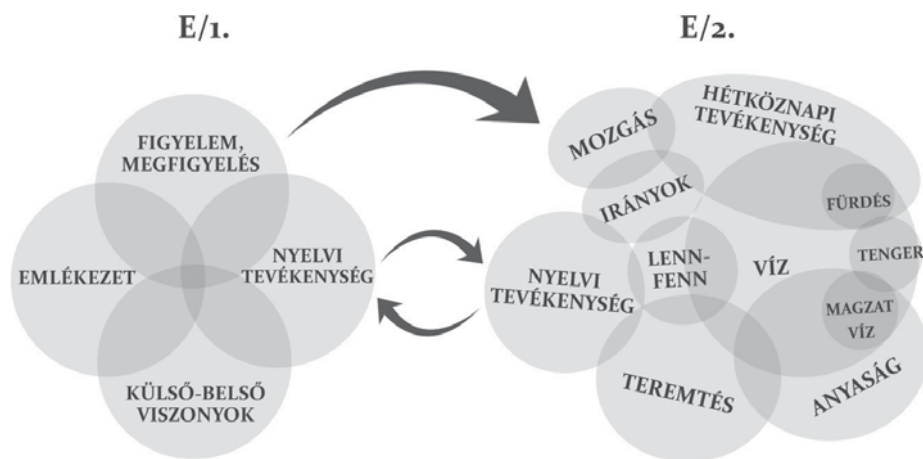 E/1.
E/2.
FIGYELEM,
MEGFIGYELÉS
EMLÉKEZET
NYELVI
TEVÉKENYSÉG
KÜLSŐ-BELSŐ
VISZONYOK
MOZGÁS
HÉTKÖZNAPI
TEVÉKENYSÉG
IRÁNYOK
FÜRDÉS
NYELVI
TEVÉKENYSÉG
LENN-
FENN
VÍZ
TENGER
MAGZAT
VÍZ
TEREMTÉS
ANYASÁG